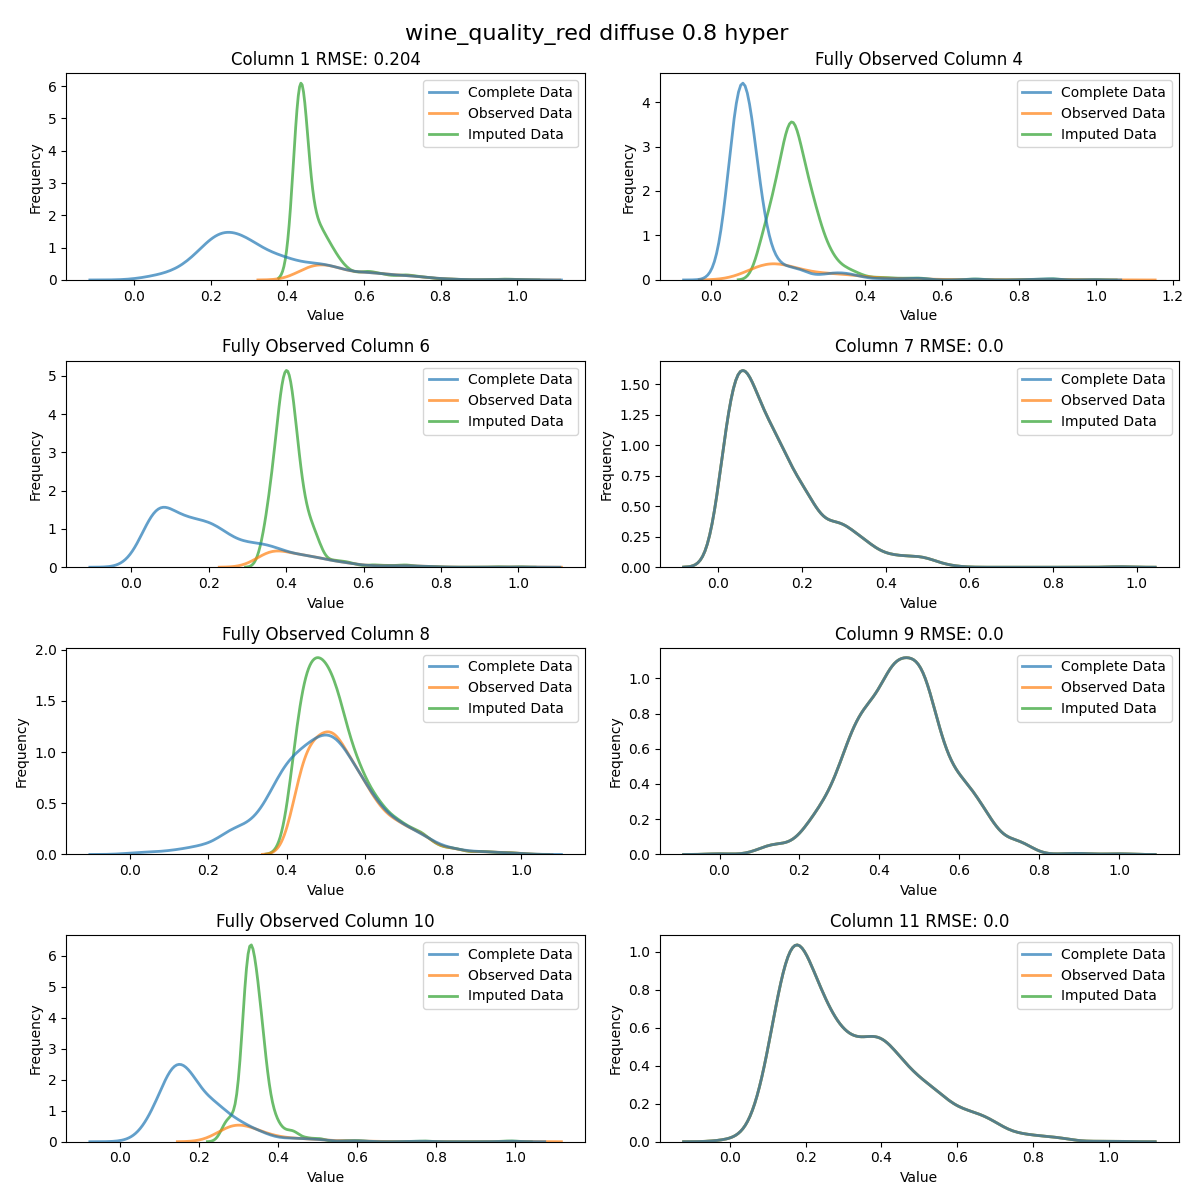 wine_quality_red diffuse 0.8 hyper
Column 1 RMSE: 0.204
Frequency
6
5
4
3
2
1
0
Complete Data
Observed Data
Imputed Data
0.0 0.2 0.4 0.6 0.8 1.0
Value
Fully Observed Column 4
Frequency
4
3
2
1
0
Complete Data
Observed Data
Imputed Data
0.0 0.2 0.4 0.6 0.8 1.0 1.2
Value
Fully Observed Column 6
Frequency
5
4
3
2
1
0
Complete Data
Observed Data
Imputed Data
0.0 0.2 0.4 0.6 0.8 1.0
Value
Column 7 RMSE: 0.0
Frequency
1.50
1.25
1.00
0.75
0.50
0.25
0.00
Complete Data
Observed Data
Imputed Data
0.0 0.2 0.4 0.6 0.8 1.0
Value
Fully Observed Column 8
Frequency
2.0
1.5
1.0
0.5
0.0
Complete Data
Observed Data
Imputed Data
0.0 0.2 0.4 0.6 0.8 1.0
Value
Column 9 RMSE: 0.0
Frequency
1.0
0.8
0.6
0.4
0.2
0.0
Complete Data
Observed Data
Imputed Data
0.0 0.2 0.4 0.6 0.8 1.0
Value
Fully Observed Column 10
Frequency
6
5
4
3
2
1
0
Complete Data
Observed Data
Imputed Data
0.0 0.2 0.4 0.6 0.8 1.0
Value
Column 11 RMSE: 0.0
Frequency
1.0
0.8
0.6
0.4
0.2
0.0
Complete Data
Observed Data
Imputed Data
0.0 0.2 0.4 0.6 0.8 1.0
Value